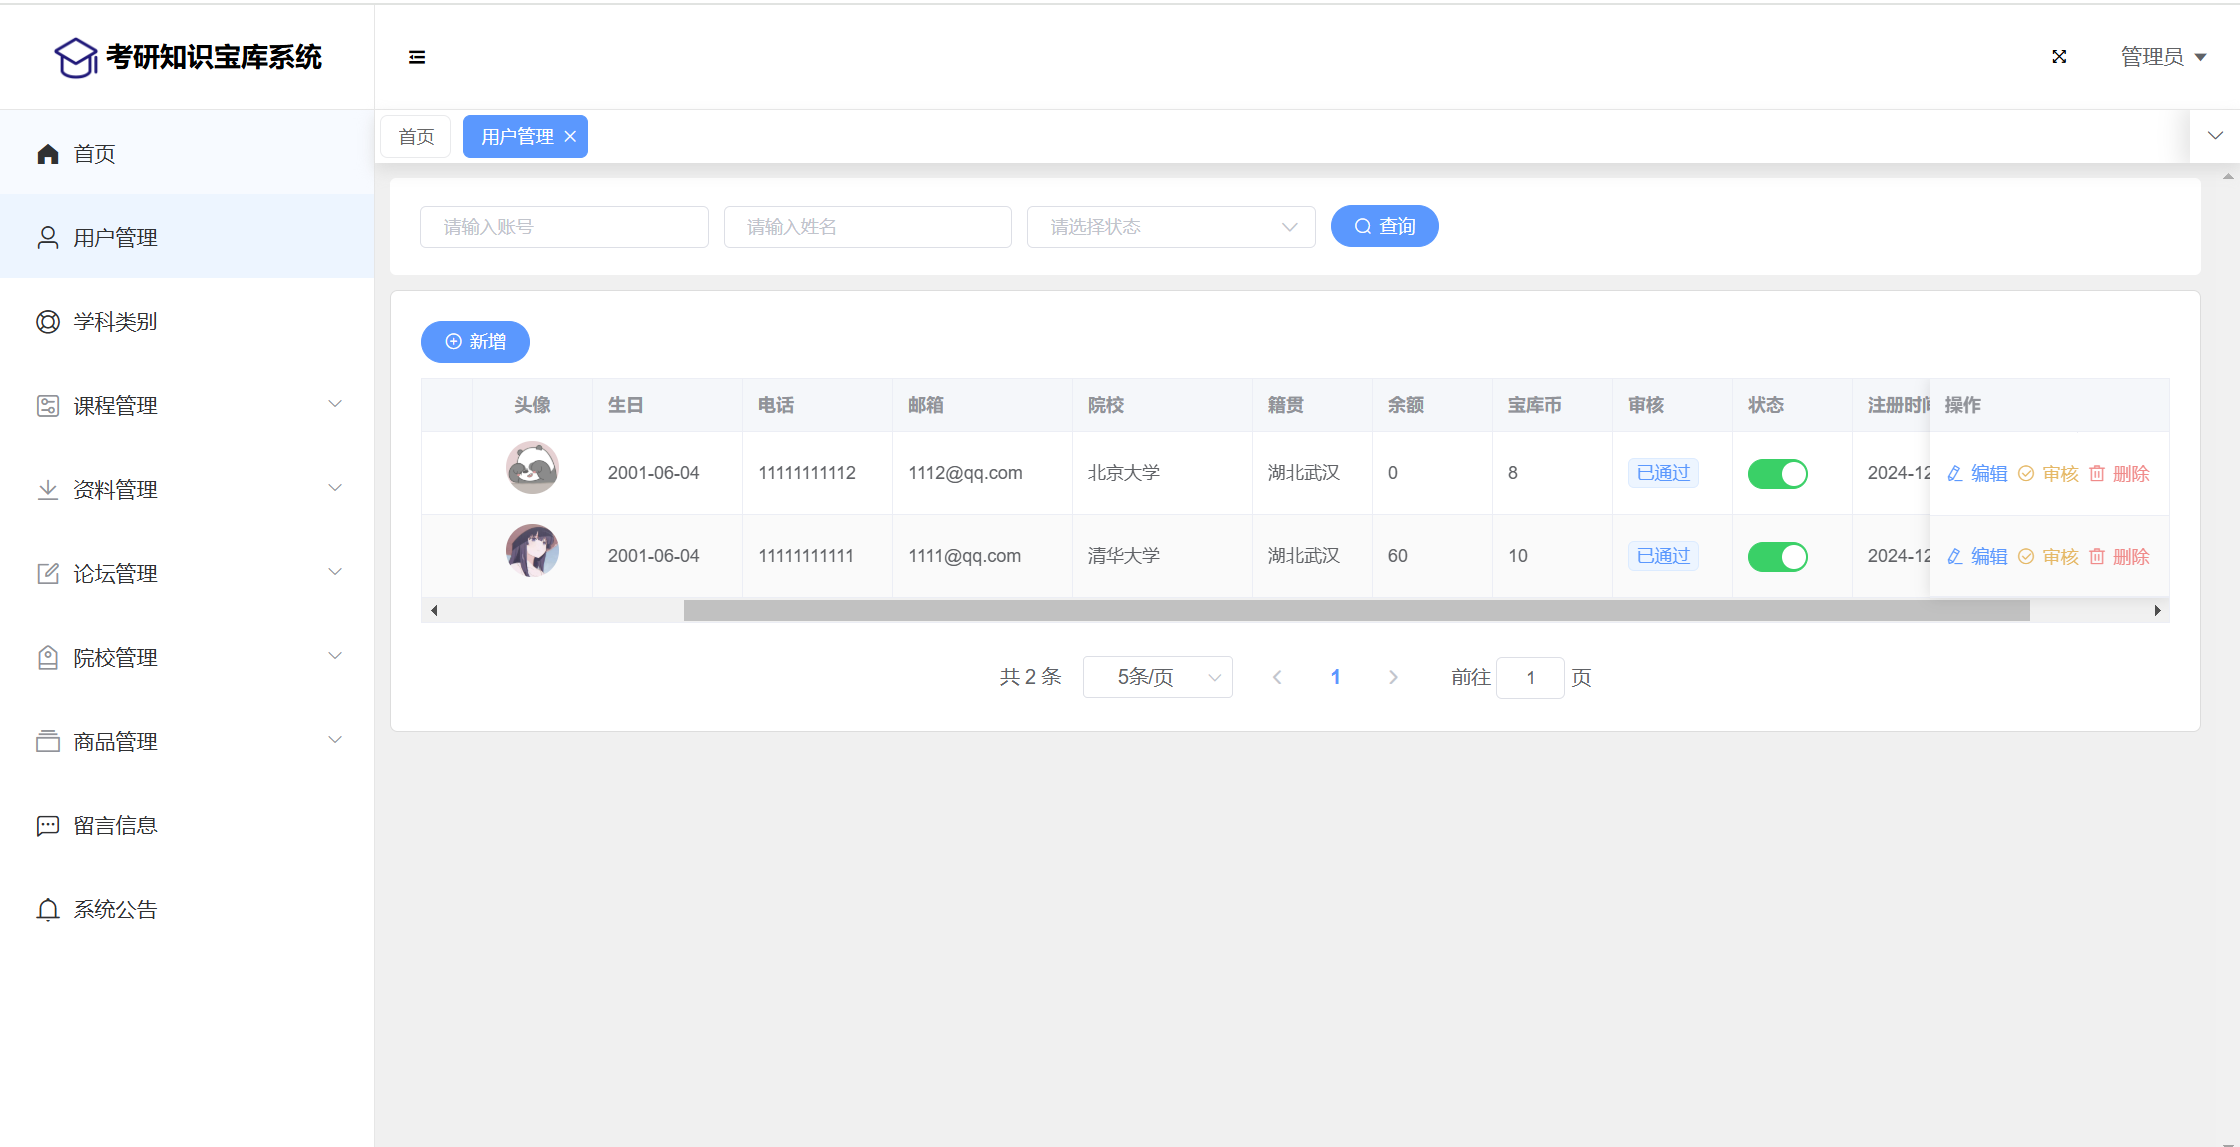 考研知识宝库系统
管理员
首页
用户管理
学科类别
课程管理
资料管理
论坛管理
院校管理
商品管理
留言信息
系统公告
首页 用户管理
请输入账号 请输入姓名 请选择状态 查询
新增
头像 生日 电话 邮箱 院校 籍贯 余额 宝库币 审核 状态 注册时间 操作
2001-06-04 11111111112 1112@qq.com 北京大学 湖北武汉 0 8 已通过 2024-12 编辑 审核 删除
2001-06-04 11111111111 1111@qq.com 清华大学 湖北武汉 60 10 已通过 2024-12 编辑 审核 删除
共 2 条 5条/页 1 前往 1 页